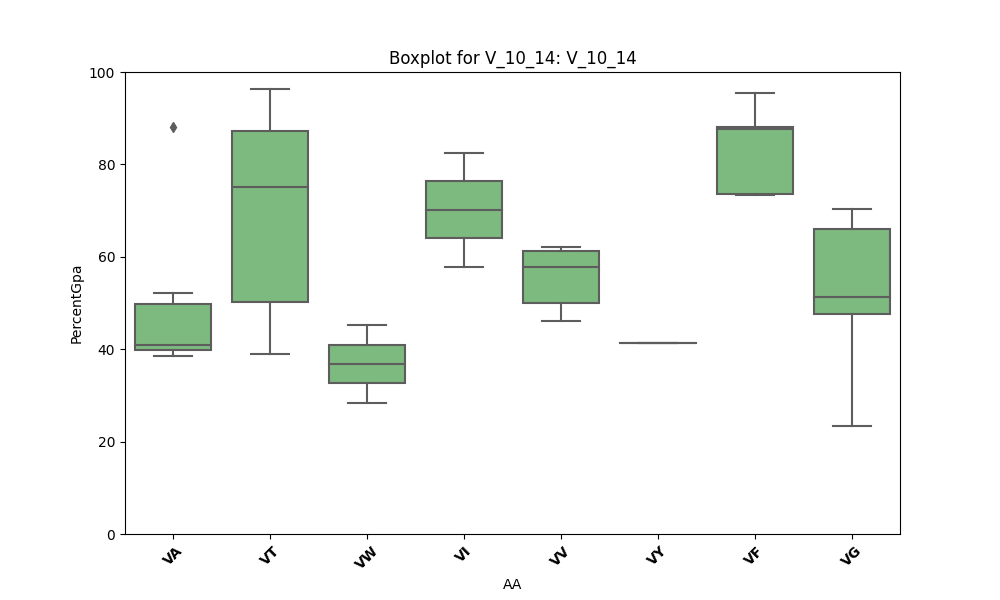 Boxplot for V_10_14: V_10_14
100
80
60
40
20
0
PercentGpa
VA
VT
VW
VI
VV
VY
VF
VG
AA